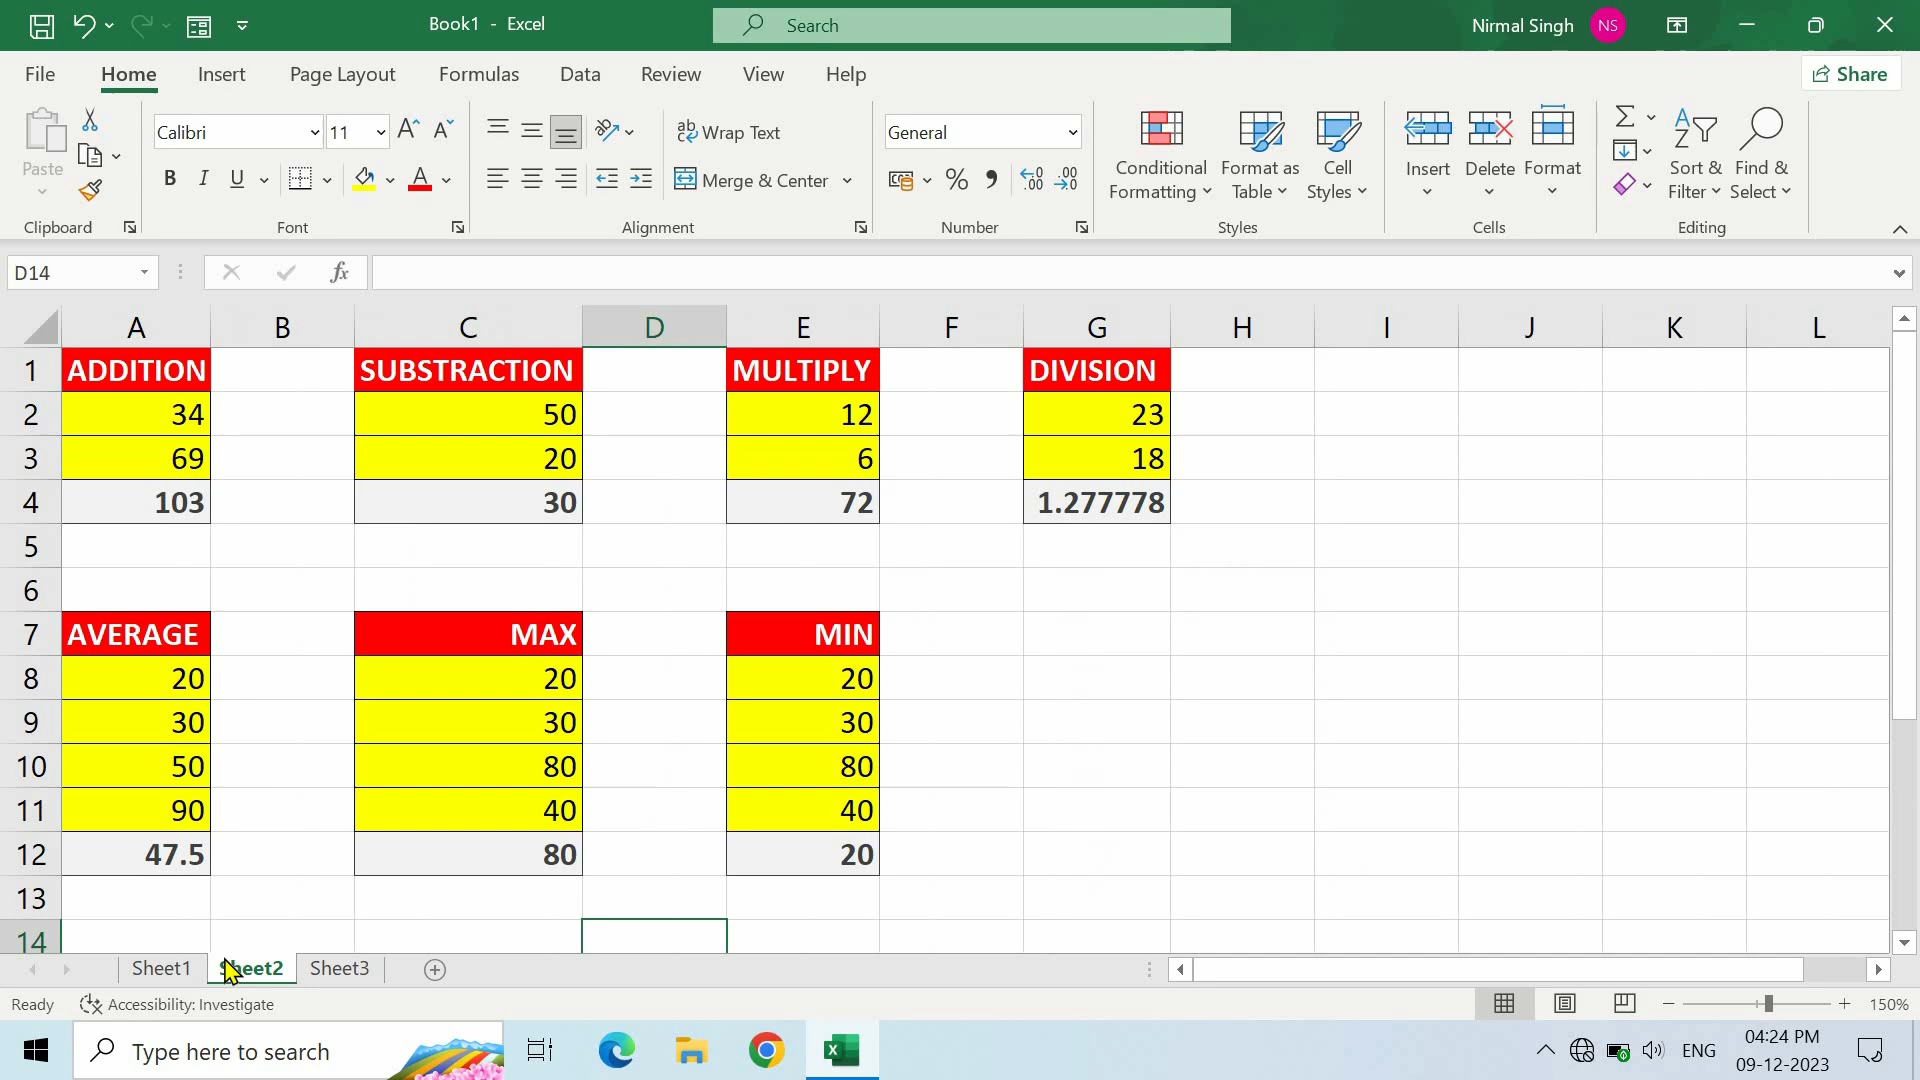 Book1 - Excel
Search
Nirmal Singh NS
File Home Insert Page Layout Formulas Data Review View Help Share
Paste
Calibri 11
B I U
ab Wrap Text
Merge & Center
General
% ,
Conditional Formatting
Format as Table
Cell Styles
Insert Delete Format
Sort & Filter
Find & Select
Clipboard Font Alignment Number Styles Cells Editing
D14 fx
A B C D E F G H I J K L
1 ADDITION SUBSTRACTION MULTIPLY DIVISION
2 34 50 12 23
3 69 20 6 18
4 103 30 72 1.277778
5
6
7 AVERAGE MAX MIN
8 20 20 20
9 30 30 30
10 50 80 80
11 90 40 40
12 47.5 80 20
13
14
Sheet1 Sheet2 Sheet3
Ready Accessibility: Investigate 150%
Type here to search
ENG
04:24 PM
09-12-2023